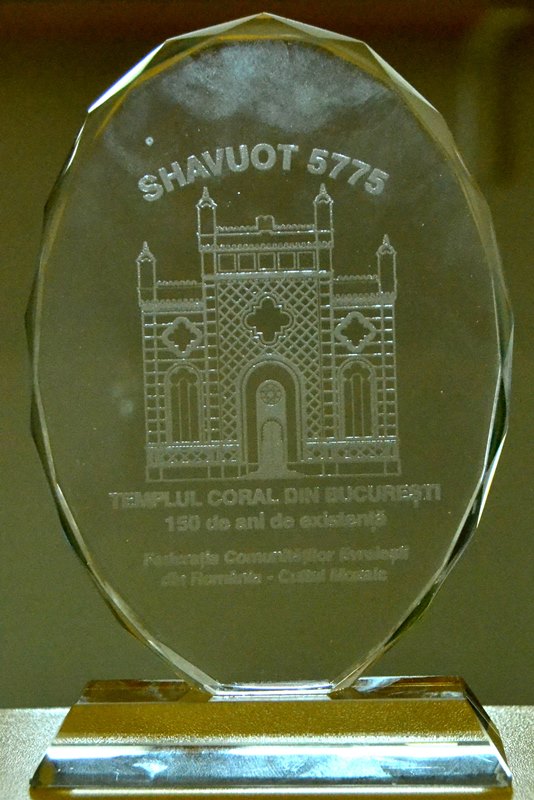 SHAVUOT 5775
TEMPLUL CORAL DIN BUCUREȘTI
150 de ani de existență
Federația Comunităților Evreiești
din România - Cultul Mozaic